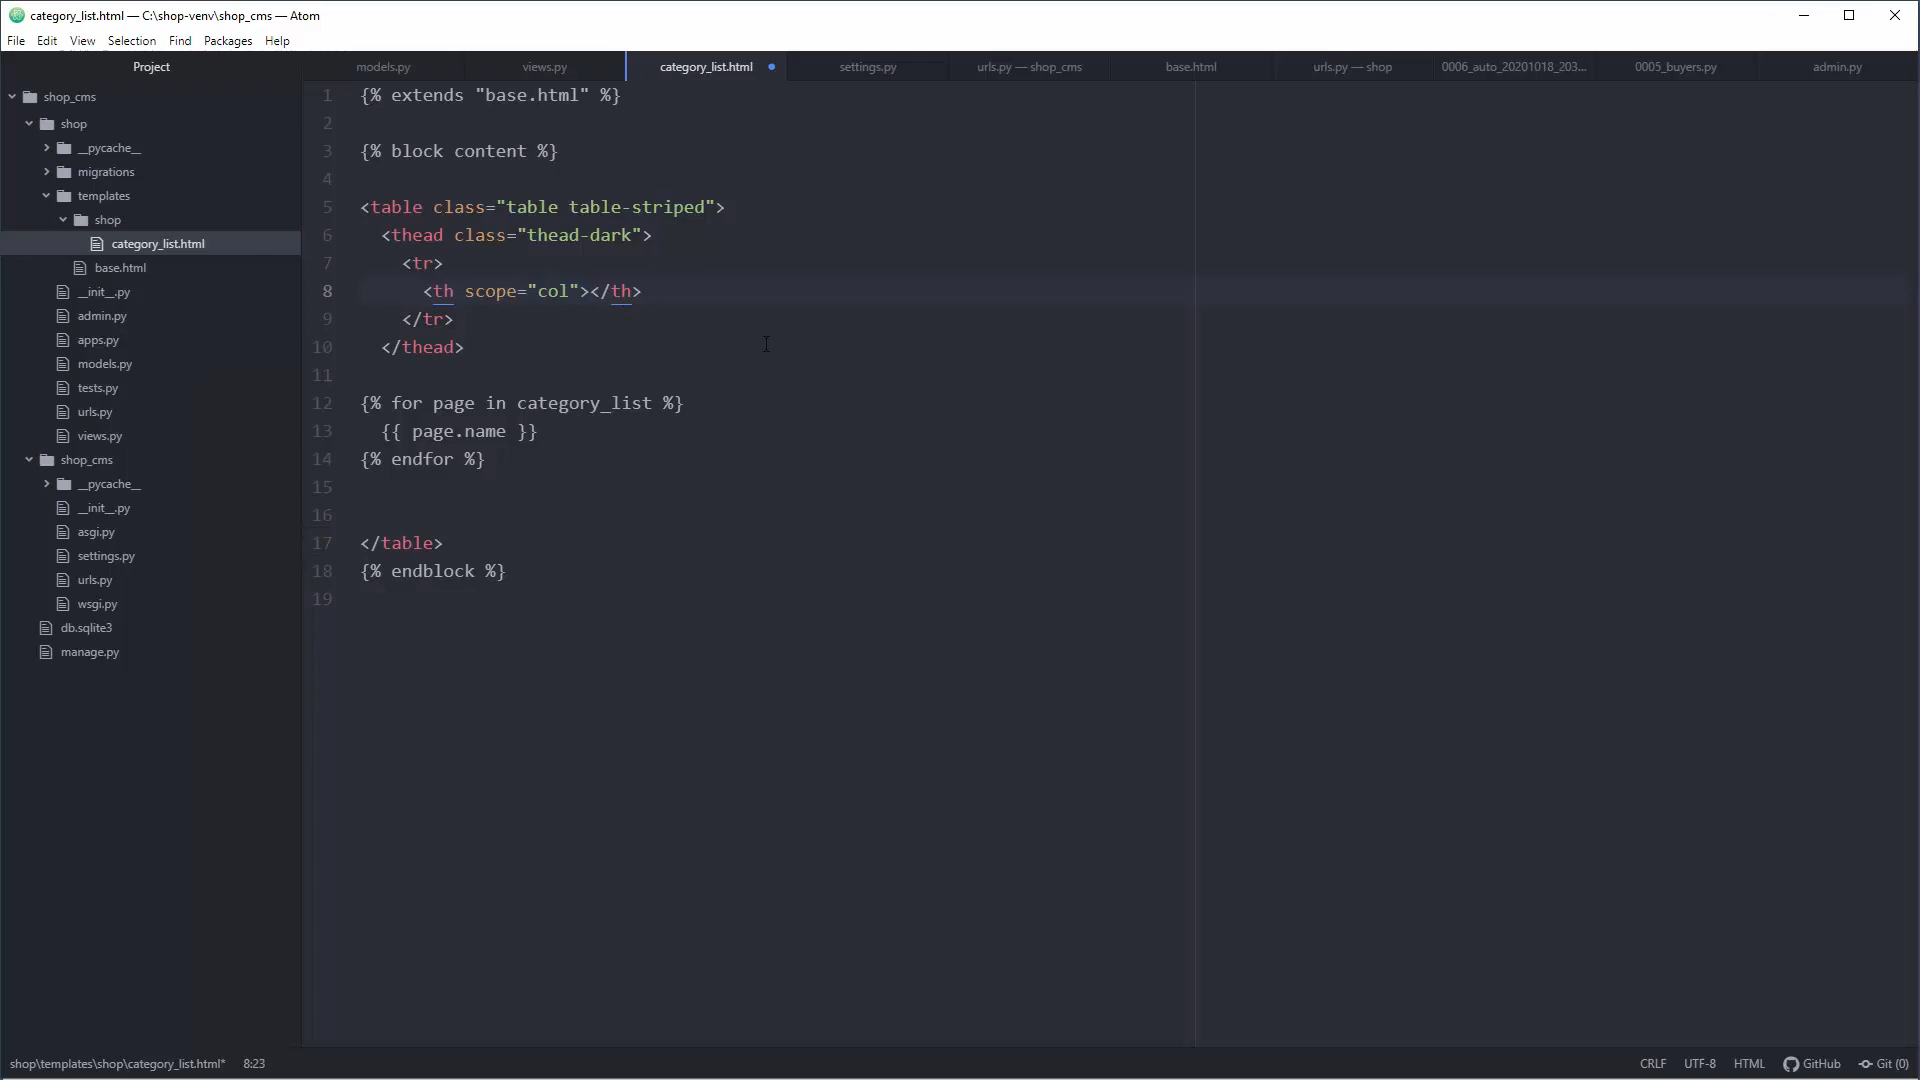 category_list.html — C:\shop-venv\shop_cms — Atom
File Edit View Selection Find Packages Help
Project
models.py views.py category_list.html settings.py urls.py — shop_cms base.html urls.py — shop 0006_auto_20201018_203... 0005_buyers.py admin.py
shop_cms
shop
__pycache__
migrations
templates
shop
category_list.html
base.html
__init__.py
admin.py
apps.py
models.py
tests.py
urls.py
views.py
shop_cms
__pycache__
__init__.py
asgi.py
settings.py
urls.py
wsgi.py
db.sqlite3
manage.py
1 {% extends "base.html" %}
2
3 {% block content %}
4
5 <table class="table table-striped">
6 <thead class="thead-dark">
7 <tr>
8 <th scope="col"></th>
9 </tr>
10 </thead>
11
12 {% for page in category_list %}
13 {{ page.name }}
14 {% endfor %}
15
16
17 </table>
18 {% endblock %}
19
shop\templates\shop\category_list.html* 8:23 CRLF UTF-8 HTML GitHub Git (0)